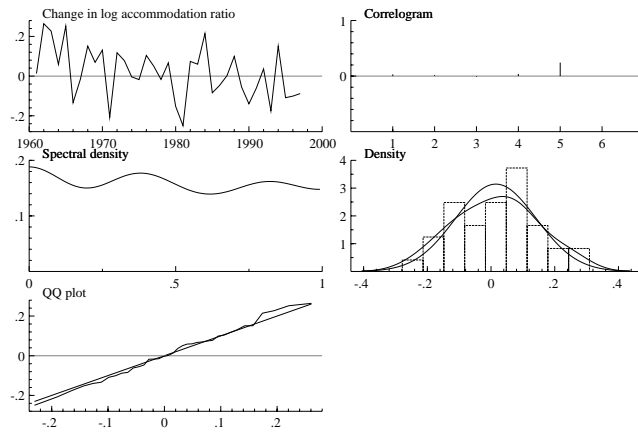 Change in log accommodation ratio
.2
0
-.2
1960 1970 1980 1990 2000
Correlogram
1
0
1 2 3 4 5 6
Spectral density
.2
.1
0 .5 1
Density
4
3
2
1
-.4 -.2 0 .2 .4
QQ plot
.2
0
-.2
-.2 -.1 0 .1 .2